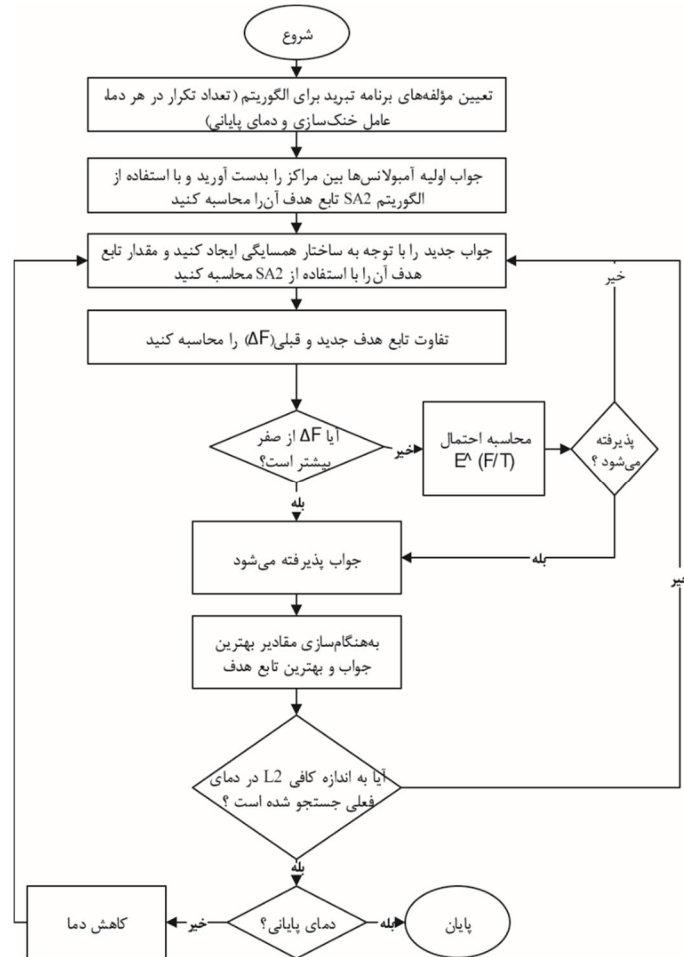 شروع
تعیین مؤلفه‌های برنامه تبرید برای الگوریتم (تعداد تکرار در هر دما،
عامل خنک‌سازی و دمای پایانی)
جواب اولیه آمبولانس‌ها بین مراکز را بدست آورید و با استفاده از
الگوریتم SA2 تابع هدف آن‌را محاسبه کنید
جواب جدید را با توجه به ساختار همسایگی ایجاد کنید و مقدار تابع
هدف آن‌را با استفاده از SA2 محاسبه کنید
خیر
تفاوت تابع هدف جدید و قبلی(ΔF) را محاسبه کنید
آیا ΔF از صفر
بیشتر است؟
خیر
محاسبه احتمال
E^ (F/T)
پذیرفته
می‌شود ؟
بله
جواب پذیرفته می‌شود
بله
خیر
به‌هنگام‌سازی مقادیر بهترین
جواب و بهترین تابع هدف
آیا به اندازه کافی L2 در دمای
فعلی جستجو شده است ؟
بله
دمای پایانی؟
خیر
کاهش دما
بله
پایان